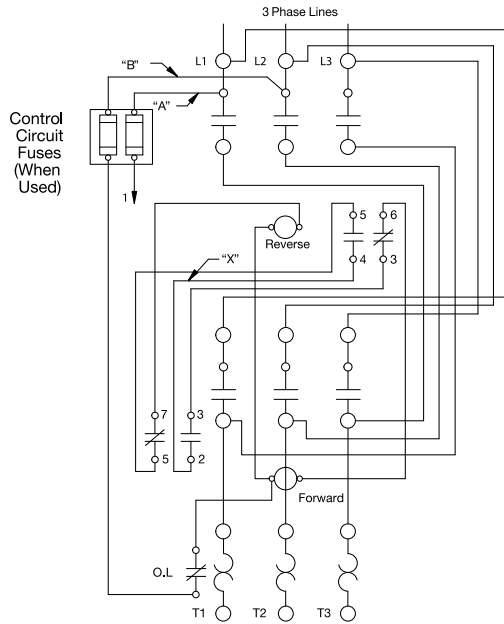 3 Phase Lines
"B"
L1
L2
L3
"A"
Control
Circuit
Fuses
(When
Used)
1
5
6
Reverse
"X"
4
3
7
3
5
2
Forward
O.L
T1
T2
T3